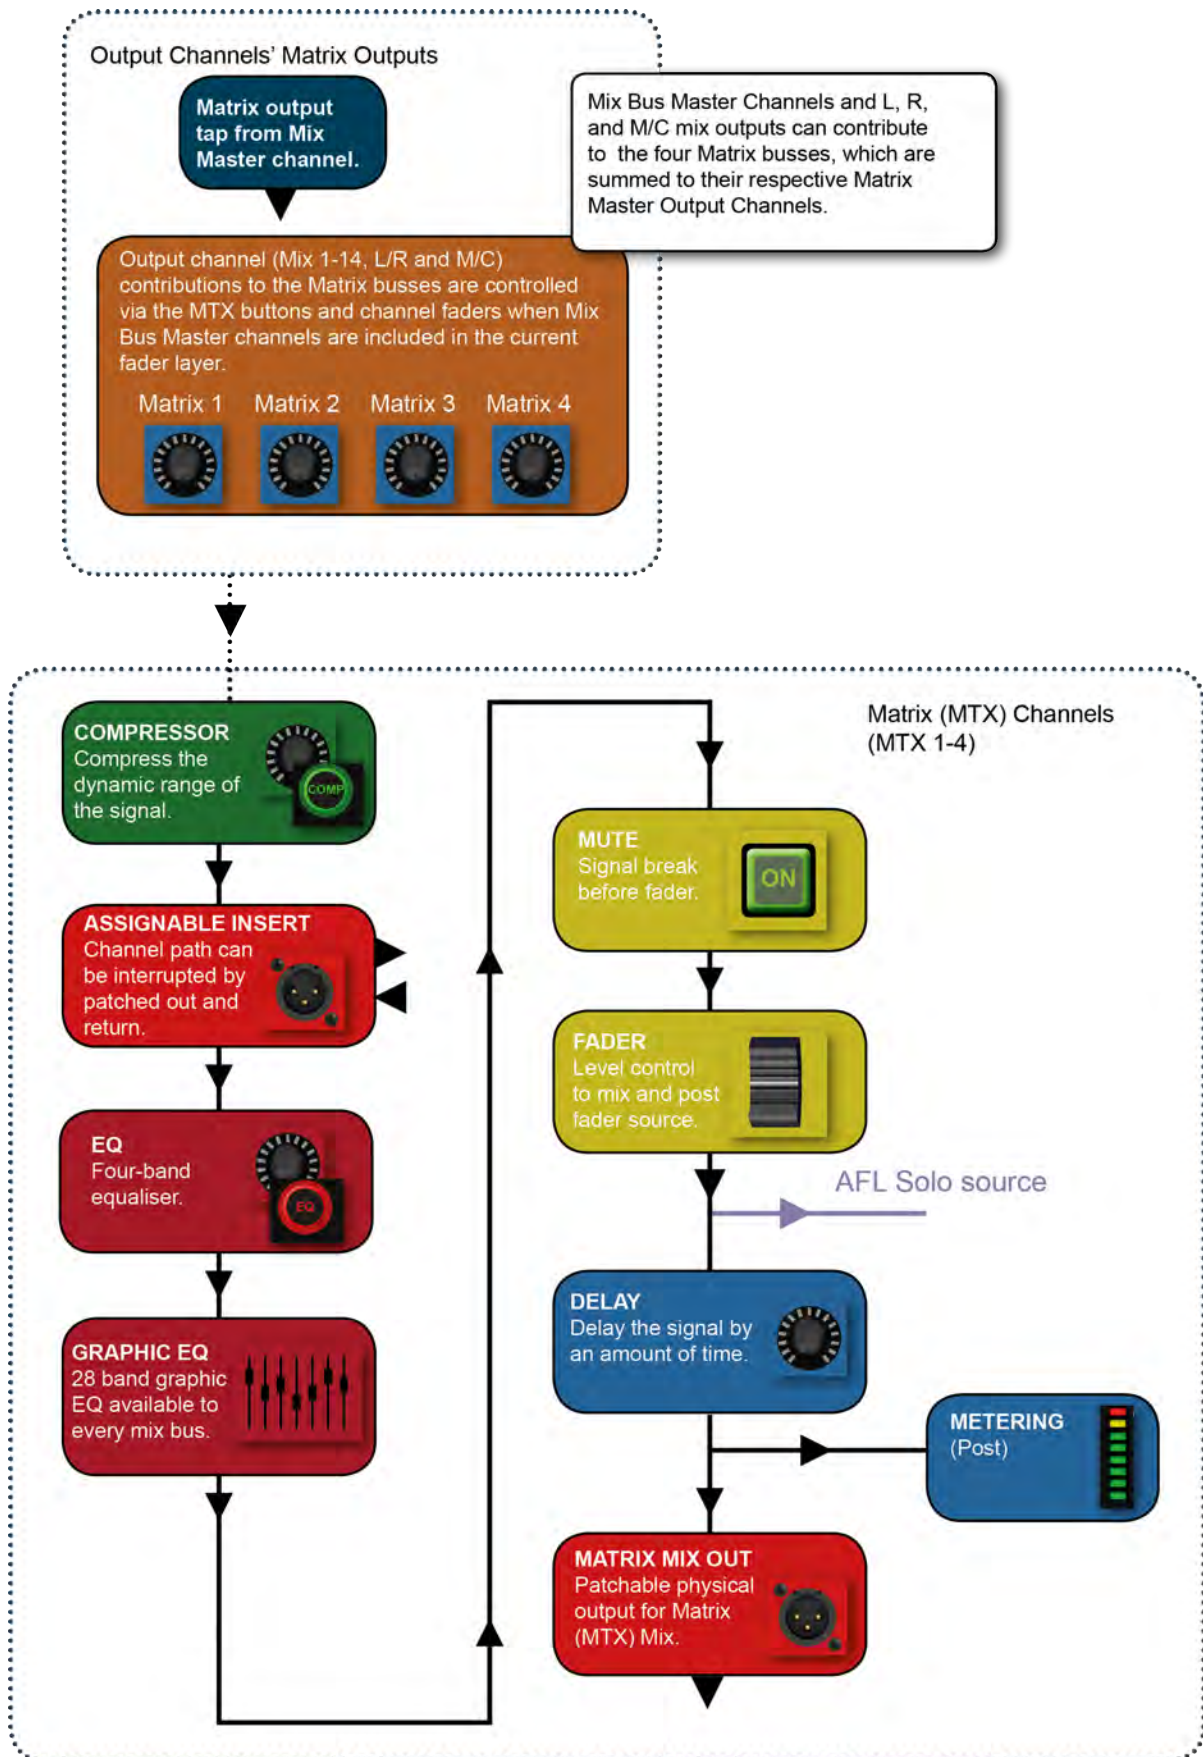 Output Channels' Matrix Outputs
Matrix output
tap from Mix
Master channel.
Mix Bus Master Channels and L, R,
and M/C mix outputs can contribute
to the four Matrix busses, which are
summed to their respective Matrix
Master Output Channels.
Output channel (Mix 1-14, L/R and M/C)
contributions to the Matrix busses are controlled
via the MTX buttons and channel faders when Mix
Bus Master channels are included in the current
fader layer.
Matrix 1 Matrix 2 Matrix 3 Matrix 4
Matrix (MTX) Channels
(MTX 1-4)
COMPRESSOR
Compress the
dynamic range of
the signal.
COMP
ASSIGNABLE INSERT
Channel path can
be interrupted by
patched out and
return.
EQ
Four-band
equaliser.
EQ
GRAPHIC EQ
28 band graphic
EQ available to
every mix bus.
MUTE
Signal break
before fader.
ON
FADER
Level control
to mix and post
fader source.
AFL Solo source
DELAY
Delay the signal by
an amount of time.
METERING
(Post)
MATRIX MIX OUT
Patchable physical
output for Matrix
(MTX) Mix.